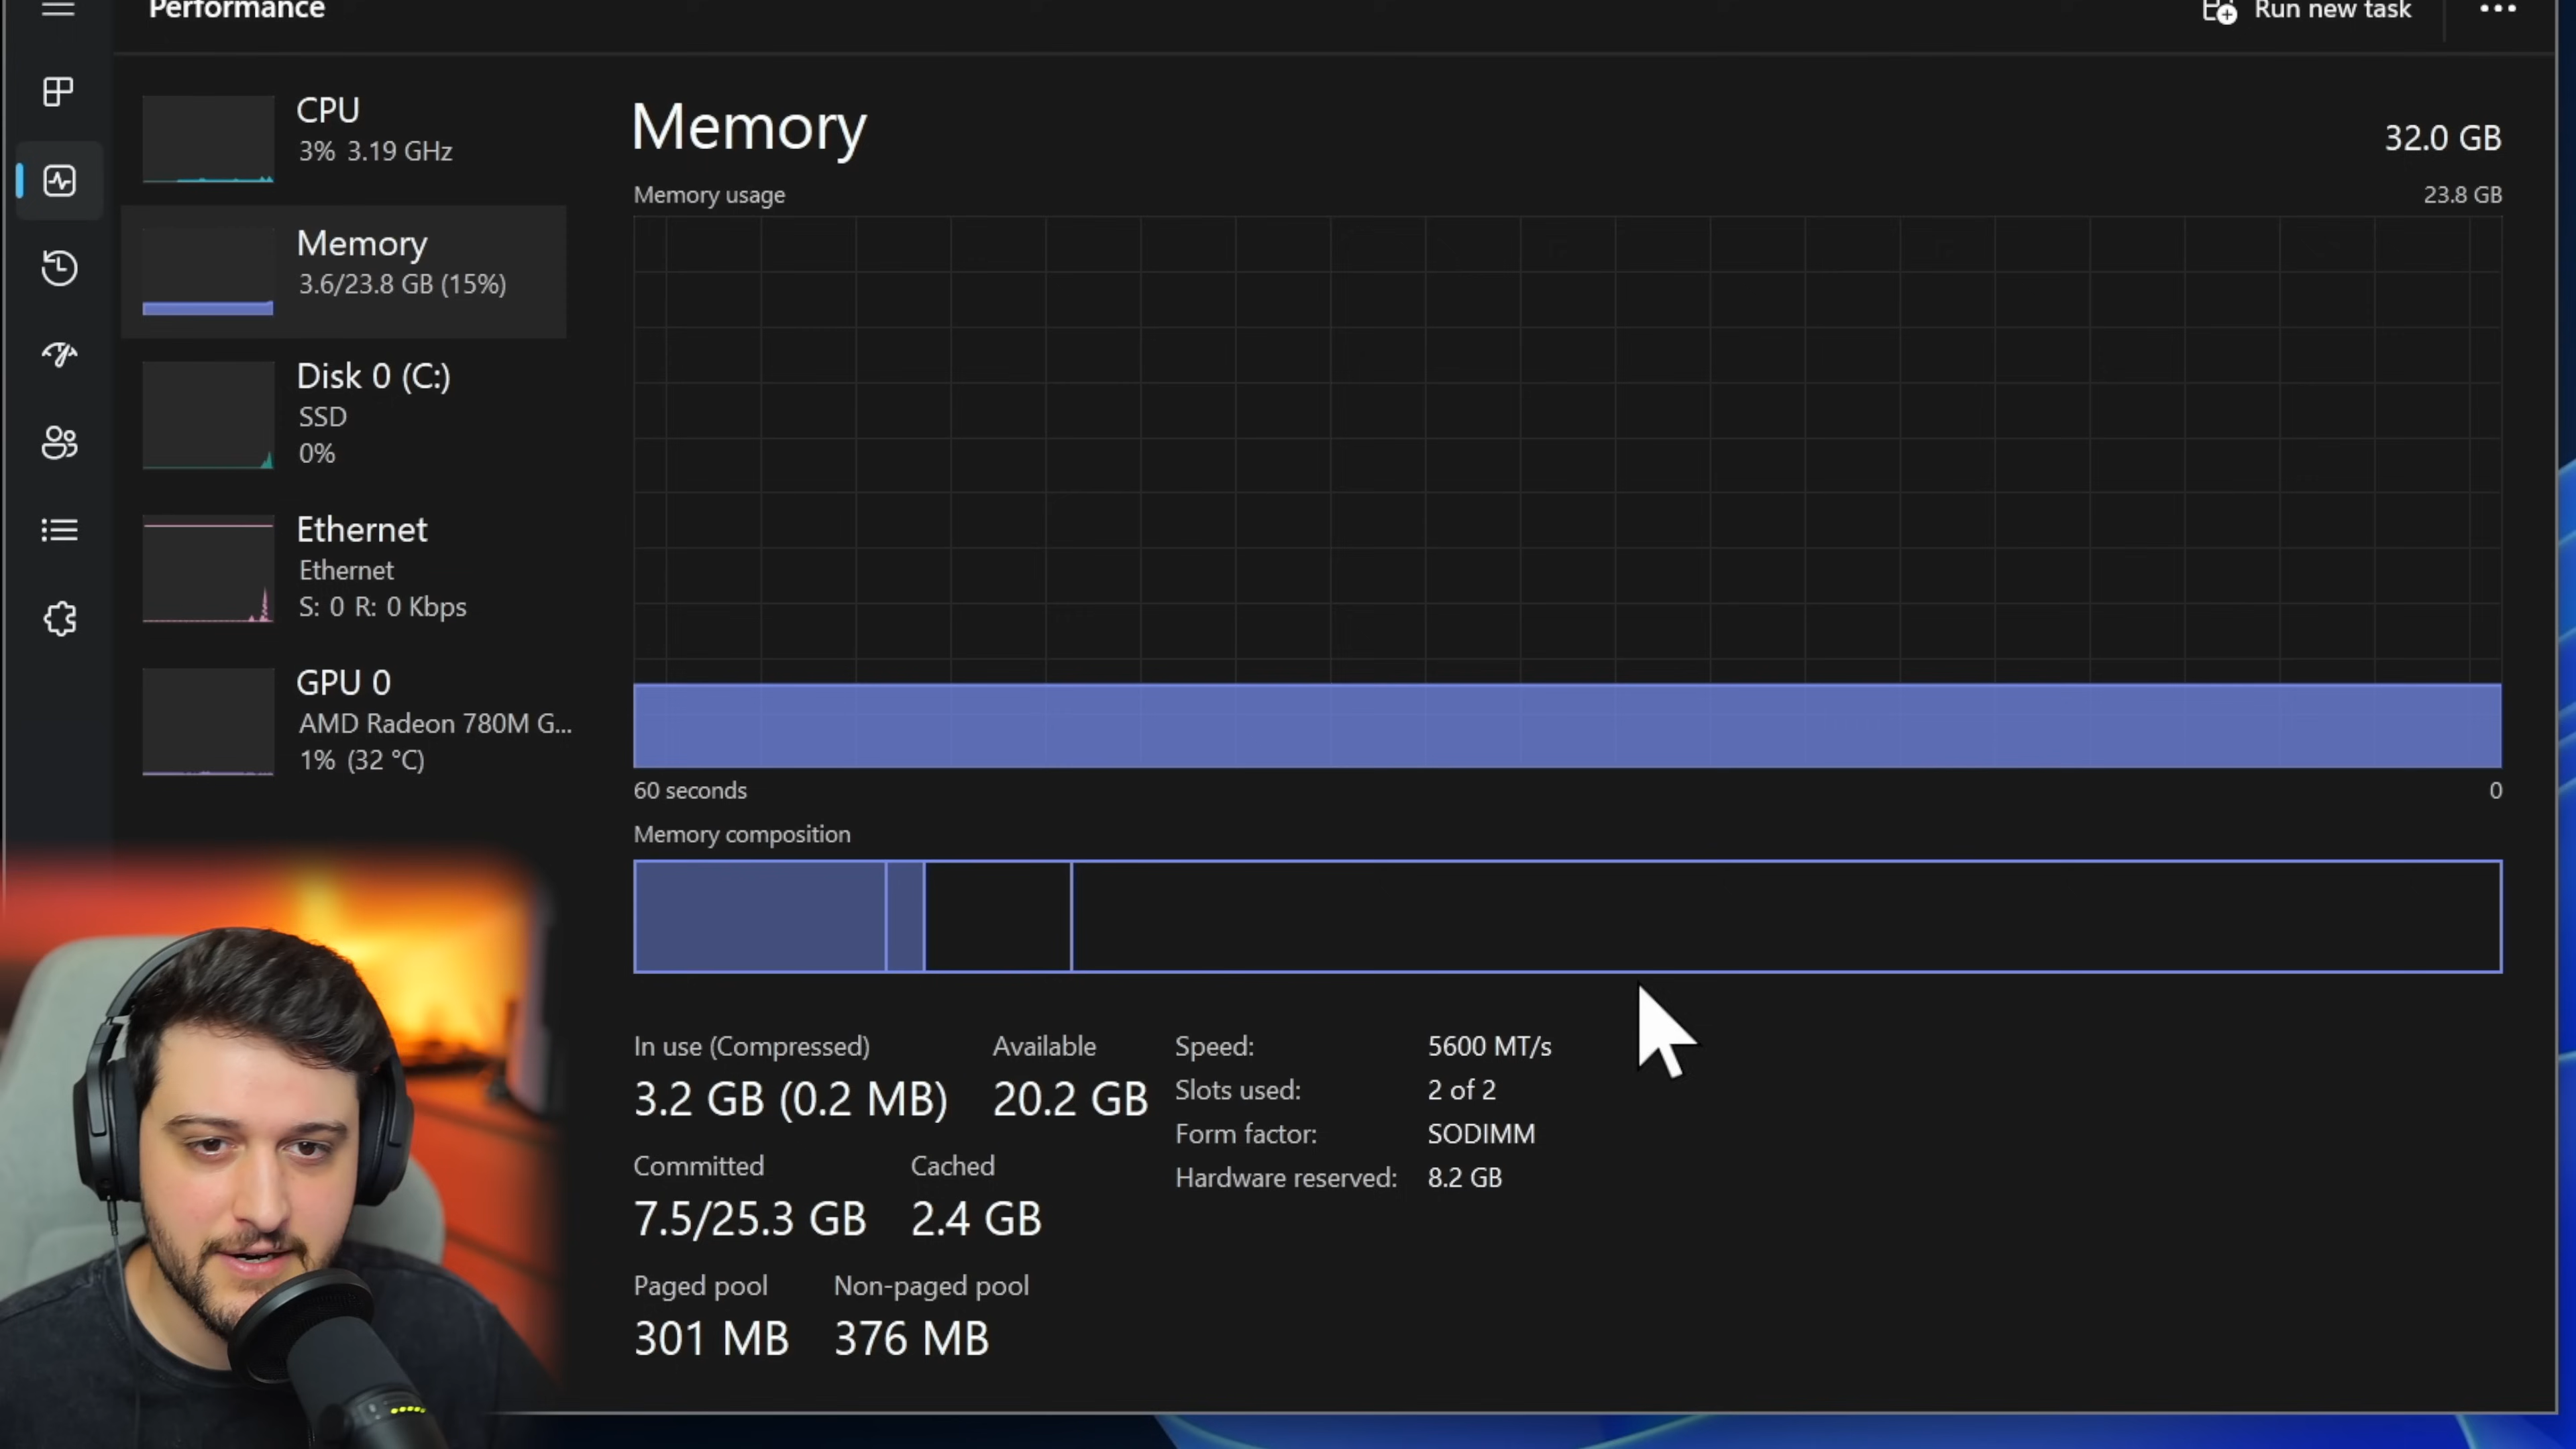 Performance
Run new task
CPU
3% 3.19 GHz
Memory
3.6/23.8 GB (15%)
Disk 0 (C:)
SSD
0%
Ethernet
Ethernet
S: 0 R: 0 Kbps
GPU 0
AMD Radeon 780M G...
1% (32 °C)
Memory
32.0 GB
Memory usage
23.8 GB
60 seconds
0
Memory composition
In use (Compressed)
3.2 GB (0.2 MB)
Available
20.2 GB
Committed
7.5/25.3 GB
Cached
2.4 GB
Paged pool
301 MB
Non-paged pool
376 MB
Speed: 5600 MT/s
Slots used: 2 of 2
Form factor: SODIMM
Hardware reserved: 8.2 GB